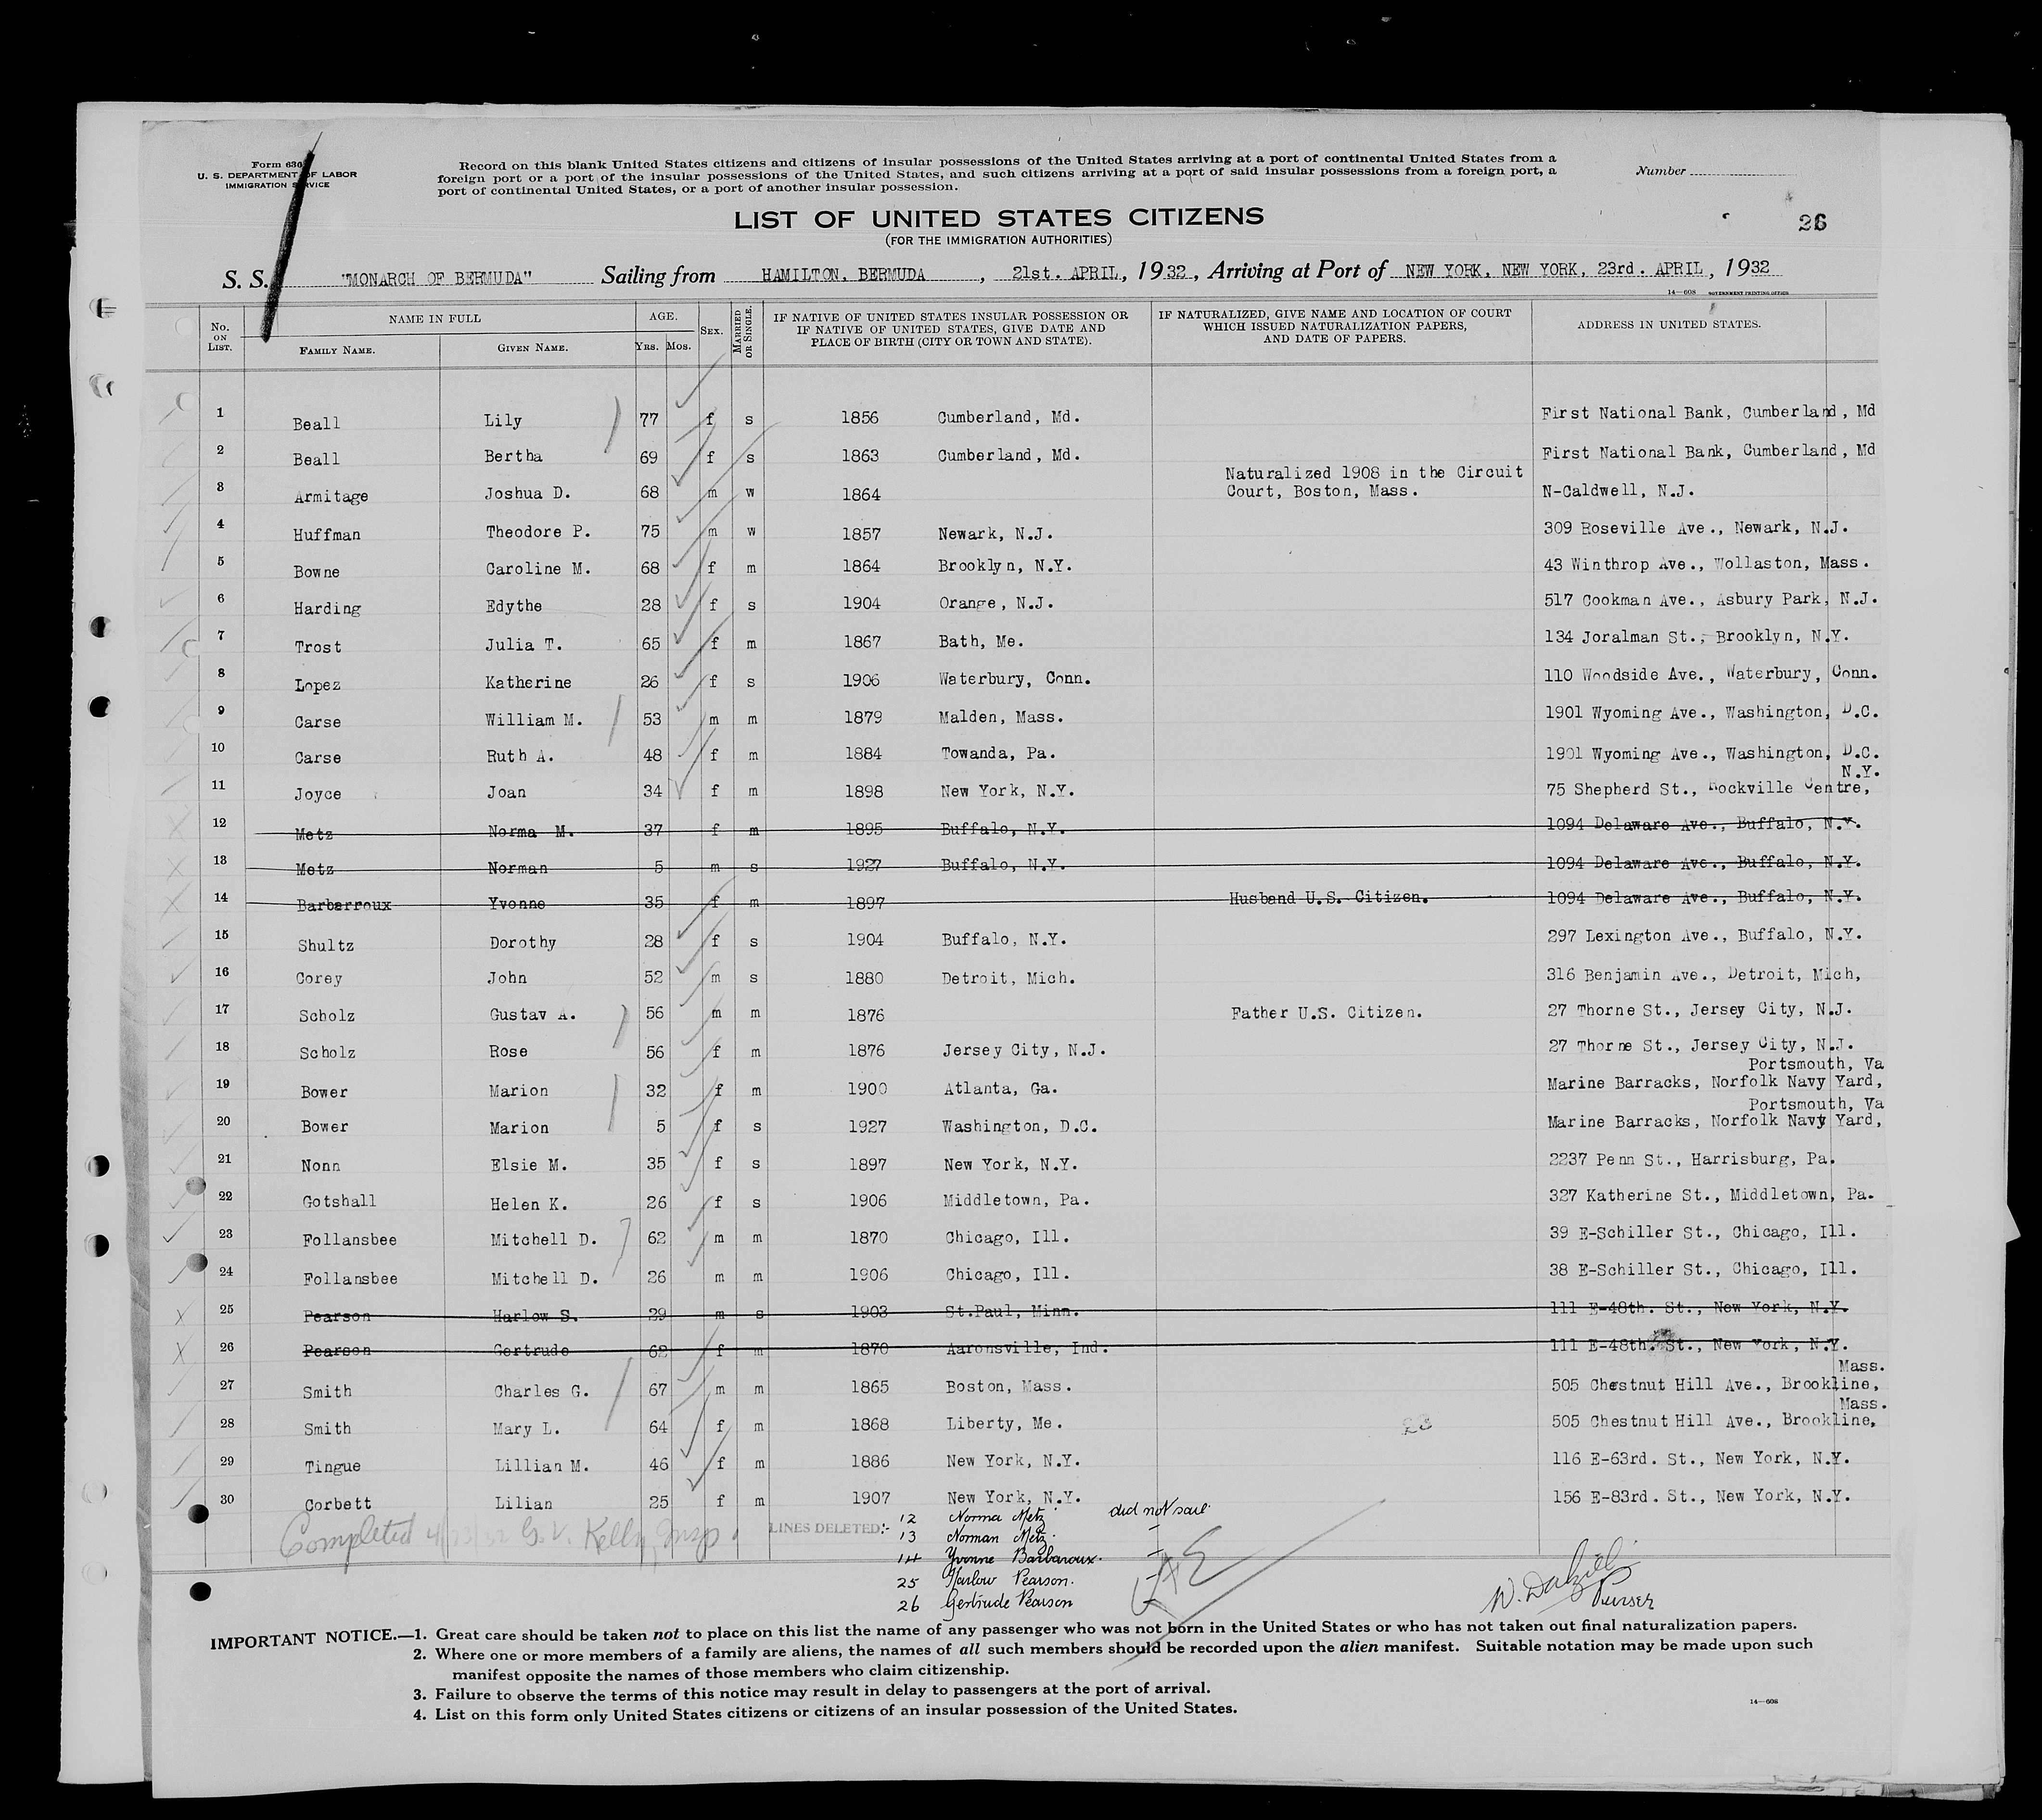 Form 630
U. S. DEPARTMENT OF LABOR
IMMIGRATION SERVICE
Record on this blank United States citizens and citizens of insular possessions of the United States arriving at a port of continental United States from a
foreign port or a port of the insular possessions of the United States, and such citizens arriving at a port of said insular possessions from a foreign port, a
port of continental United States, or a port of another insular possession.
Number
LIST OF UNITED STATES CITIZENS
(FOR THE IMMIGRATION AUTHORITIES)
26
S. S. "MONARCH OF BERMUDA" Sailing from HAMILTON, BERMUDA, 21st. APRIL, 1932, Arriving at Port of NEW YORK, NEW YORK, 23rd. APRIL, 1932
14—608 GOVERNMENT PRINTING OFFICE
No. ON LIST. NAME IN FULL AGE. SEX. MARRIED OR SINGLE. IF NATIVE OF UNITED STATES INSULAR POSSESSION OR IF NATIVE OF UNITED STATES, GIVE DATE AND PLACE OF BIRTH (CITY OR TOWN AND STATE). IF NATURALIZED, GIVE NAME AND LOCATION OF COURT WHICH ISSUED NATURALIZATION PAPERS, AND DATE OF PAPERS. ADDRESS IN UNITED STATES.
FAMILY NAME. GIVEN NAME. YRS. MOS.
1 Beall Lily 77 f s 1856 Cumberland, Md. First National Bank, Cumberland, Md
2 Beall Bertha 69 f s 1863 Cumberland, Md. First National Bank, Cumberland, Md
Naturalized 1908 in the Circuit
3 Armitage Joshua D. 68 m w 1864 Court, Boston, Mass. N-Caldwell, N.J.
4 Huffman Theodore P. 75 m w 1857 Newark, N.J. 309 Roseville Ave., Newark, N.J.
5 Bowne Caroline M. 68 f m 1864 Brooklyn, N.Y. 43 Winthrop Ave., Wollaston, Mass.
6 Harding Edythe 28 f s 1904 Orange, N.J. 517 Cookman Ave., Asbury Park, N.J.
7 Trost Julia T. 65 f m 1867 Bath, Me. 134 Joralman St., Brooklyn, N.Y.
8 Lopez Katherine 26 f s 1906 Waterbury, Conn. 110 Woodside Ave., Waterbury, Conn.
9 Carse William M. 53 m m 1879 Malden, Mass. 1901 Wyoming Ave., Washington, D.C.
10 Carse Ruth A. 48 f m 1884 Towanda, Pa. 1901 Wyoming Ave., Washington, D.C.
N.Y.
11 Joyce Joan 34 f m 1898 New York, N.Y. 75 Shepherd St., Rockville Centre,
12 Metz Norma M. 37 f m 1895 Buffalo, N.Y. 1094 Delaware Ave., Buffalo, N.Y.
13 Metz Norman 5 m s 1927 Buffalo, N.Y. 1094 Delaware Ave., Buffalo, N.Y.
14 Barbarroux Yvonne 35 f m 1897 Husband U.S. Citizen. 1094 Delaware Ave., Buffalo, N.Y.
15 Shultz Dorothy 28 f s 1904 Buffalo, N.Y. 297 Lexington Ave., Buffalo, N.Y.
16 Corey John 52 m s 1880 Detroit, Mich. 316 Benjamin Ave., Detroit, Mich,
17 Scholz Gustav A. 56 m m 1876 Father U.S. Citizen. 27 Thorne St., Jersey City, N.J.
18 Scholz Rose 56 f m 1876 Jersey City, N.J. 27 Thorne St., Jersey City, N.J.
Portsmouth, Va
19 Bower Marion 32 f m 1900 Atlanta, Ga. Marine Barracks, Norfolk Navy Yard,
Portsmouth, Va
20 Bower Marion 5 f s 1927 Washington, D.C. Marine Barracks, Norfolk Navy Yard,
21 Nonn Elsie M. 35 f s 1897 New York, N.Y. 2237 Penn St., Harrisburg, Pa.
22 Gotshall Helen K. 26 f s 1906 Middletown, Pa. 327 Katherine St., Middletown, Pa.
23 Follansbee Mitchell D. 62 m m 1870 Chicago, Ill. 39 E-Schiller St., Chicago, Ill.
24 Follansbee Mitchell D. 26 m m 1906 Chicago, Ill. 38 E-Schiller St., Chicago, Ill.
25 Pearson Harlow S. 29 m s 1903 St.Paul, Minn. 111 E-48th. St., New York, N.Y.
26 Pearson Gertrude 62 f m 1870 Aaronsville, Ind. 111 E-48th. St., New York, N.Y.
Mass.
27 Smith Charles G. 67 m m 1865 Boston, Mass. 505 Chestnut Hill Ave., Brookline,
Mass.
28 Smith Mary L. 64 f m 1868 Liberty, Me. 23 505 Chestnut Hill Ave., Brookline,
29 Tingue Lillian M. 46 f m 1886 New York, N.Y. 116 E-63rd. St., New York, N.Y.
30 Corbett Lilian 25 f m 1907 New York, N.Y. 156 E-83rd. St., New York, N.Y.
Completed 4/23/32 G. V. Kelly, Insp.
LINES DELETED:- 12 Norma Metz did not sail
13 Norman Metz -
14 Yvonne Barbaroux. -
25 Harlow Pearson. -
26 Gertrude Pearson -
Purser
IMPORTANT NOTICE.—1. Great care should be taken not to place on this list the name of any passenger who was not born in the United States or who has not taken out final naturalization papers.
2. Where one or more members of a family are aliens, the names of all such members should be recorded upon the alien manifest. Suitable notation may be made upon such
manifest opposite the names of those members who claim citizenship.
3. Failure to observe the terms of this notice may result in delay to passengers at the port of arrival.
4. List on this form only United States citizens or citizens of an insular possession of the United States.
14—608